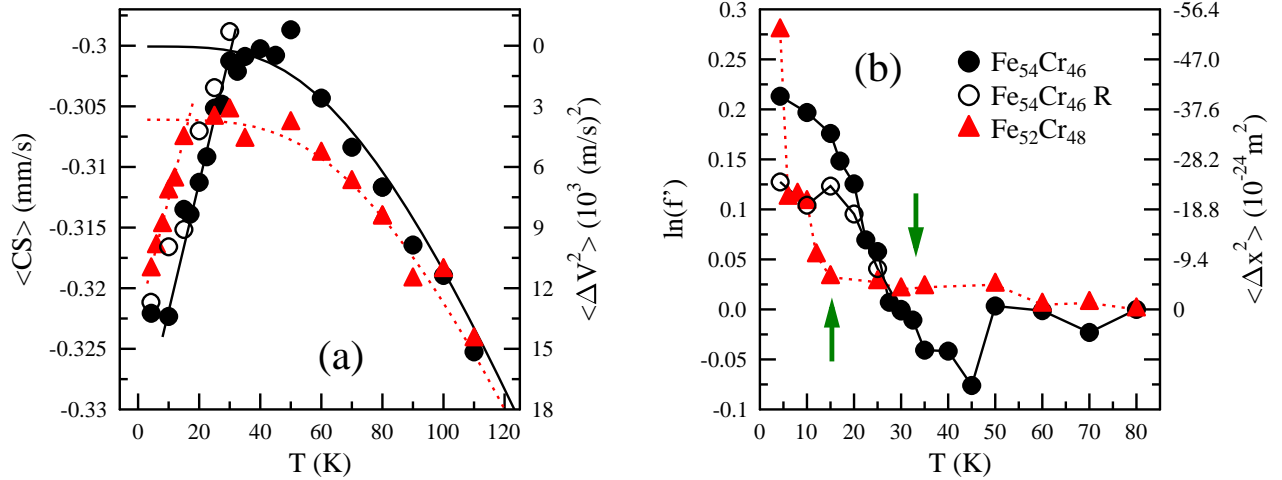 -0.3
-0.305
-0.31
-0.315
-0.32
-0.325
-0.33
<CS> (mm/s)
0 20 40 60 80 100 120
T (K)
0
3
6
9
12
15
18
<ΔV²> (10³ (m/s)²)
(a)
0.3
0.25
0.2
0.15
0.1
0.05
0.0
-0.05
-0.1
ln(f')
0 10 20 30 40 50 60 70 80
T (K)
-56.4
-47.0
-37.6
-28.2
-18.8
-9.4
0
<Δx²> (10⁻²⁴ m²)
(b)
Fe₅₄Cr₄₆
Fe₅₄Cr₄₆ R
Fe₅₂Cr₄₈